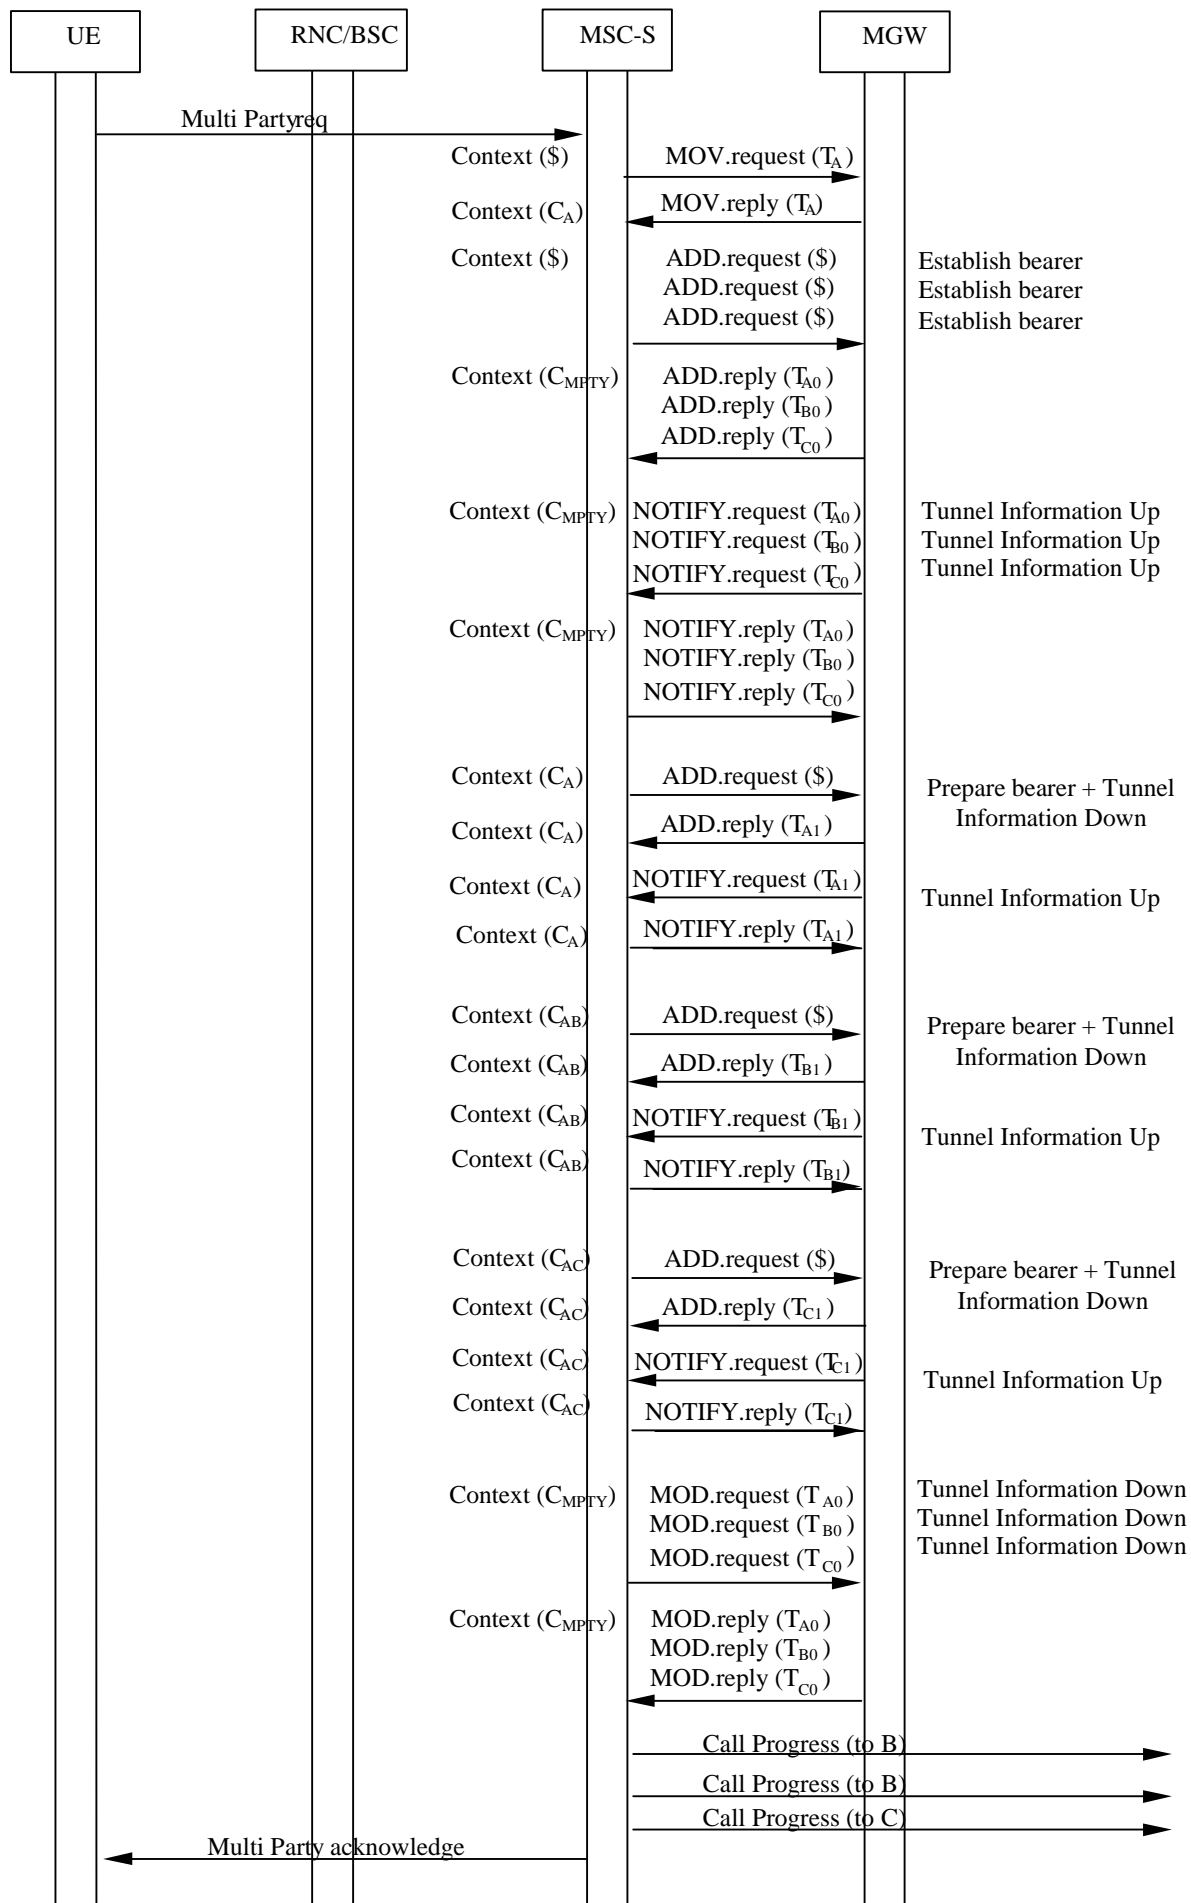 UE
RNC/BSC
MSC-S
MGW
Multi Partyreq
Context ($)
MOV.request (TA)
Context (CA)
MOV.reply (TA)
Context ($)
ADD.request ($)
Establish bearer
ADD.request ($)
Establish bearer
ADD.request ($)
Establish bearer
Context (CMPTY)
ADD.reply (TA0)
ADD.reply (TB0)
ADD.reply (TC0)
Context (CMPTY)
NOTIFY.request (TA0)
Tunnel Information Up
NOTIFY.request (TB0)
Tunnel Information Up
NOTIFY.request (TC0)
Tunnel Information Up
Context (CMPTY)
NOTIFY.reply (TA0)
NOTIFY.reply (TB0)
NOTIFY.reply (TC0)
Context (CA)
ADD.request ($)
Prepare bearer + Tunnel
Information Down
Context (CA)
ADD.reply (TA1)
Context (CA)
NOTIFY.request (TA1)
Tunnel Information Up
Context (CA)
NOTIFY.reply (TA1)
Context (CAB)
ADD.request ($)
Prepare bearer + Tunnel
Information Down
Context (CAB)
ADD.reply (TB1)
Context (CAB)
NOTIFY.request (TB1)
Tunnel Information Up
Context (CAB)
NOTIFY.reply (TB1)
Context (CAC)
ADD.request ($)
Prepare bearer + Tunnel
Information Down
Context (CAC)
ADD.reply (TC1)
Context (CAC)
NOTIFY.request (TC1)
Tunnel Information Up
Context (CAC)
NOTIFY.reply (TC1)
Context (CMPTY)
MOD.request (TA0)
Tunnel Information Down
MOD.request (TB0)
Tunnel Information Down
MOD.request (TC0)
Tunnel Information Down
Context (CMPTY)
MOD.reply (TA0)
MOD.reply (TB0)
MOD.reply (TC0)
Call Progress (to B)
Call Progress (to B)
Call Progress (to C)
Multi Party acknowledge